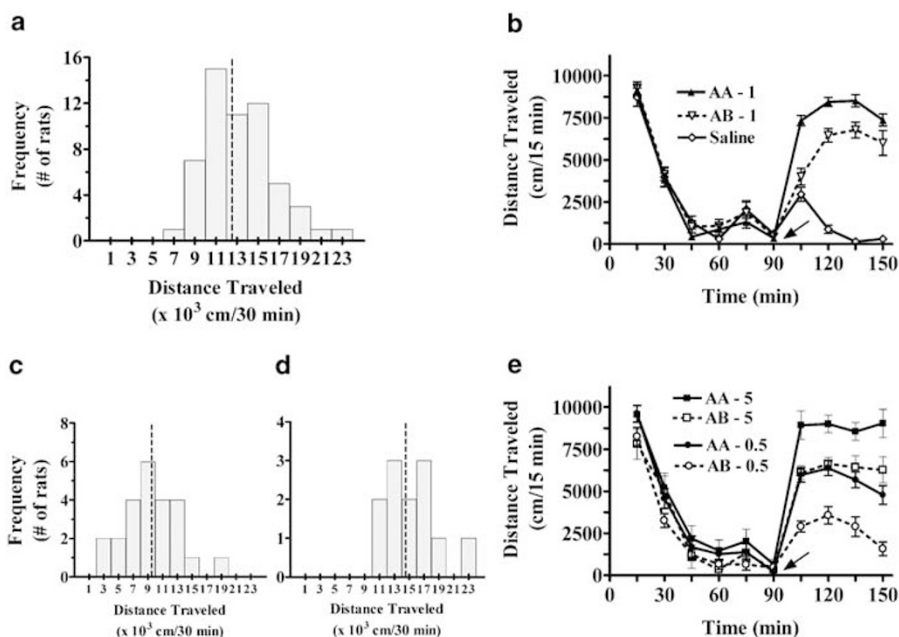 a
16
12
8
4
0
Frequency
(# of rats)
1 3 5 7 9 11 13 15 17 19 21 23
Distance Traveled
(x 10³ cm/30 min)
b
10000
7500
5000
2500
0
Distance Traveled
(cm/15 min)
AA - 1
AB - 1
Saline
0 30 60 90 120 150
Time (min)
c
8
6
4
2
0
Frequency
(# of rats)
1 3 5 7 9 11 13 15 17 19 21 23
Distance Traveled
(x 10³ cm/30 min)
d
4
3
2
1
0
1 3 5 7 9 11 13 15 17 19 21 23
Distance Traveled
(x 10³ cm/30 min)
e
10000
7500
5000
2500
0
Distance Traveled
(cm/15 min)
AA - 5
AB - 5
AA - 0.5
AB - 0.5
0 30 60 90 120 150
Time (min)